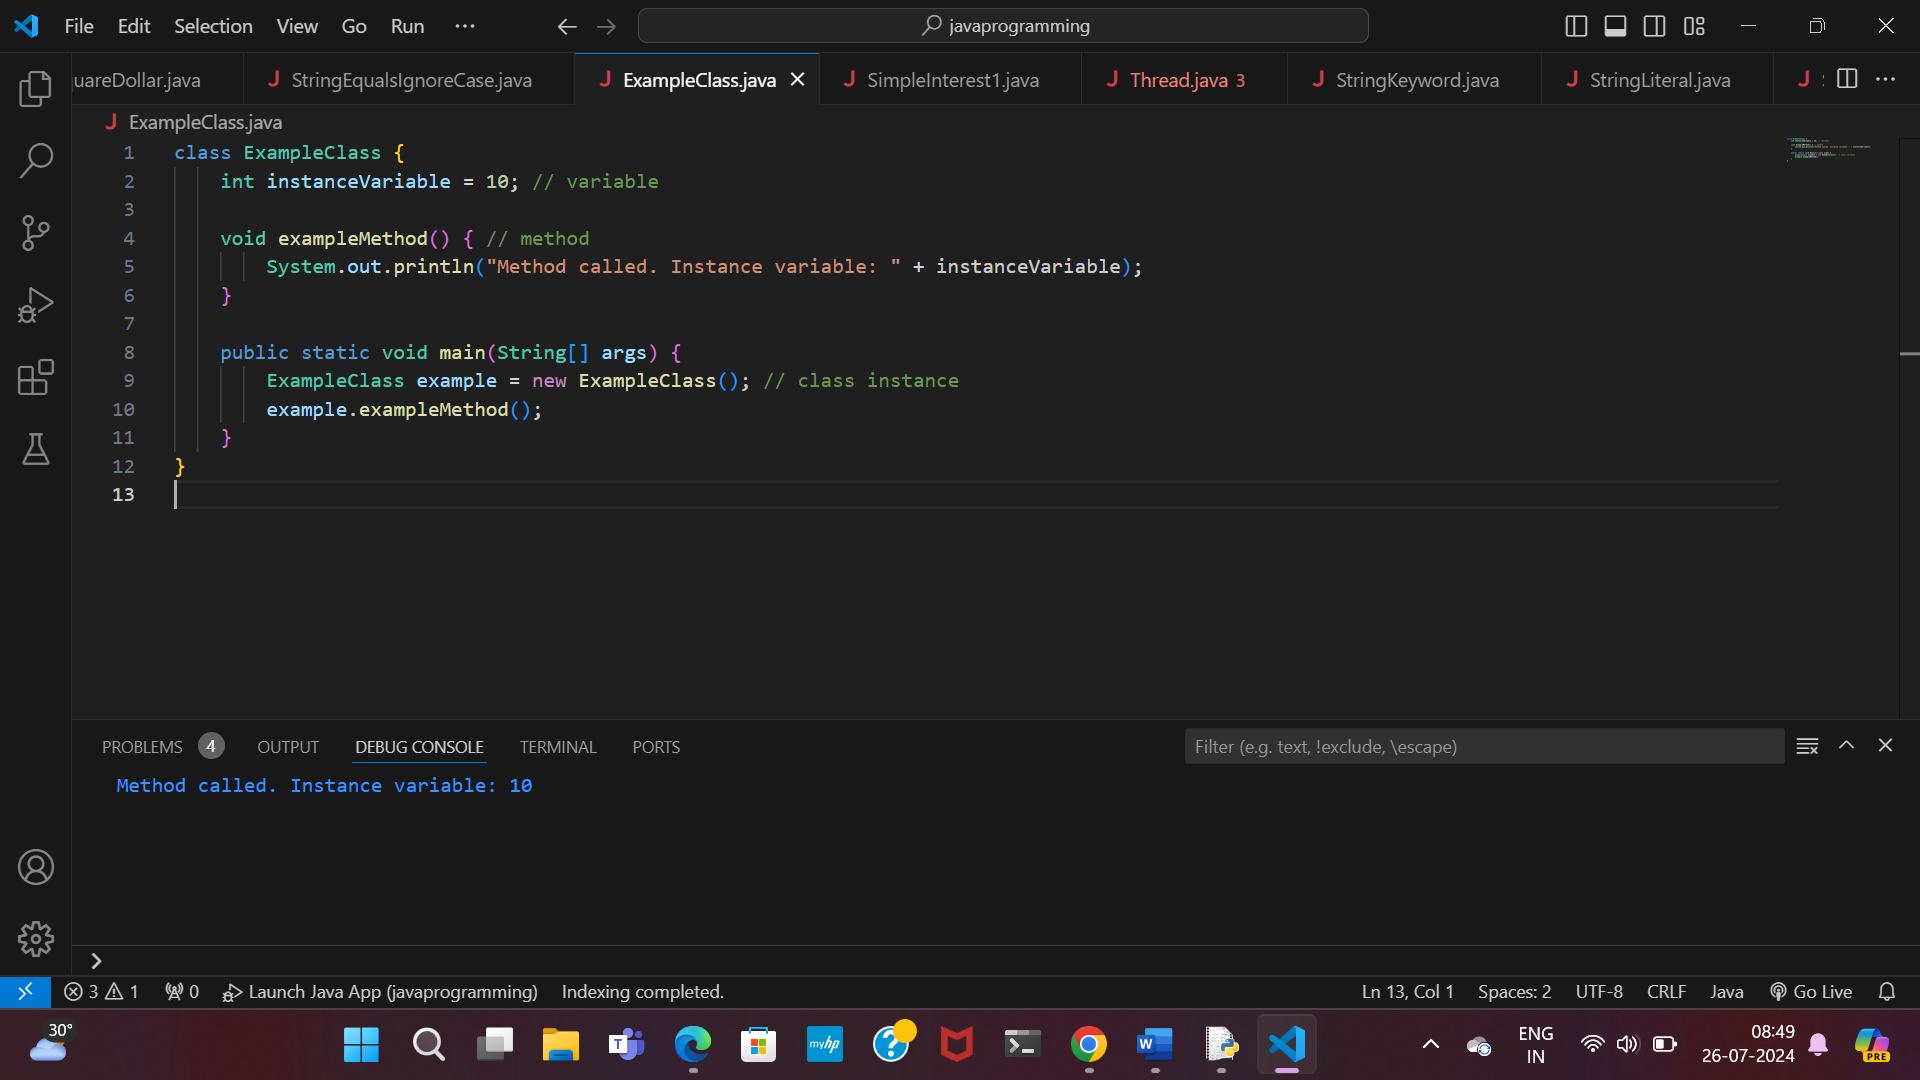 File Edit Selection View Go Run ··· javaprogramming
uareDollar.java StringEqualsIgnoreCase.java ExampleClass.java SimpleInterest1.java Thread.java 3 StringKeyword.java StringLiteral.java
ExampleClass.java
1 class ExampleClass {
2 int instanceVariable = 10; // variable
3
4 void exampleMethod() { // method
5 System.out.println("Method called. Instance variable: " + instanceVariable);
6 }
7
8 public static void main(String[] args) {
9 ExampleClass example = new ExampleClass(); // class instance
10 example.exampleMethod();
11 }
12 }
13
PROBLEMS 4 OUTPUT DEBUG CONSOLE TERMINAL PORTS Filter (e.g. text, !exclude, \escape)
Method called. Instance variable: 10
3 1 0 Launch Java App (javaprogramming) Indexing completed. Ln 13, Col 1 Spaces: 2 UTF-8 CRLF Java Go Live
30° myhp ENG 08:49
IN 26-07-2024 PRE